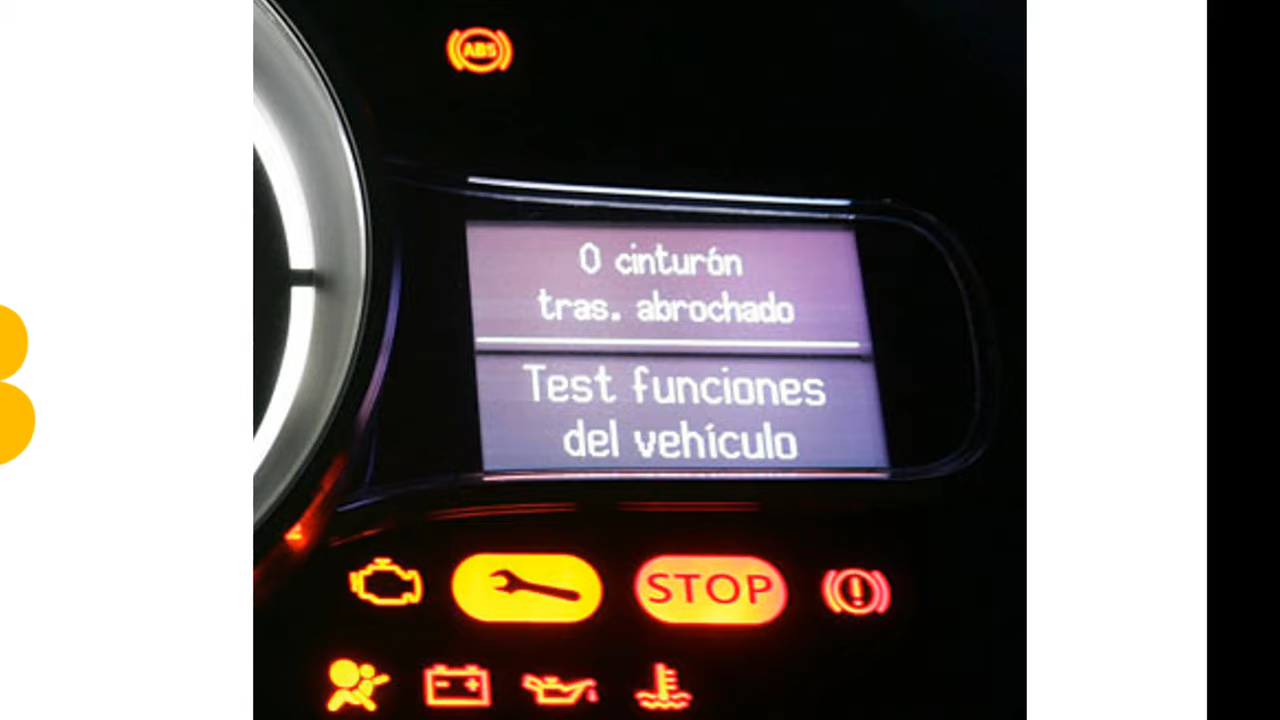 ABS
0 cinturón
tras. abrochado
Test funciones
del vehículo
STOP